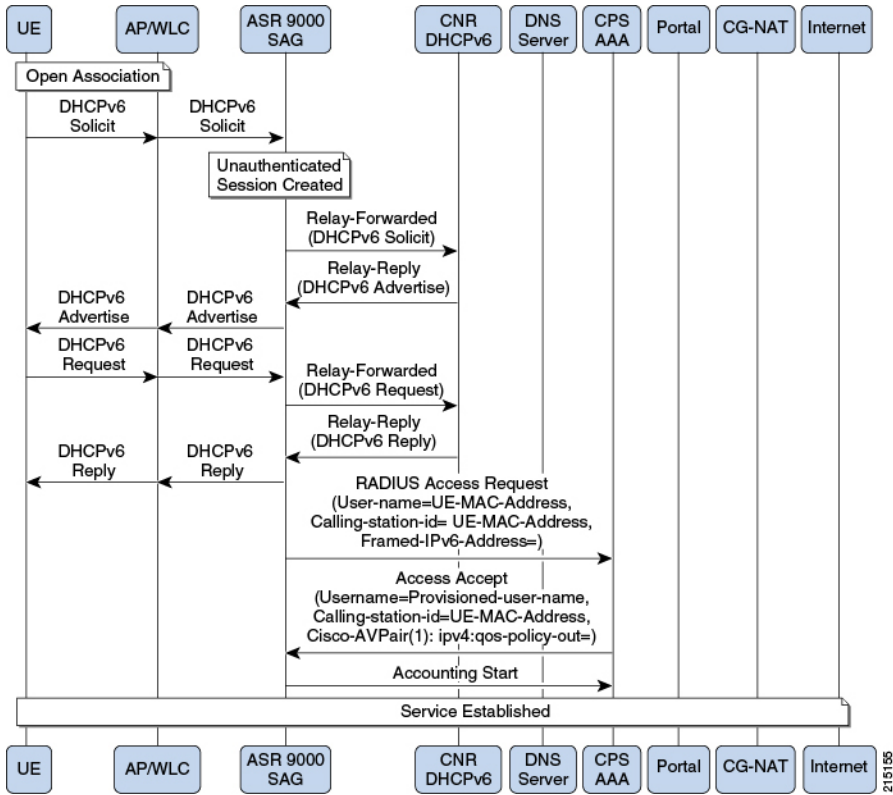 UE
AP/WLC
ASR 9000
SAG
CNR
DHCPv6
DNS
Server
CPS
AAA
Portal
CG-NAT
Internet
Open Association
DHCPv6
Solicit
DHCPv6
Solicit
Unauthenticated
Session Created
Relay-Forwarded
(DHCPv6 Solicit)
Relay-Reply
(DHCPv6 Advertise)
DHCPv6
Advertise
DHCPv6
Advertise
DHCPv6
Request
DHCPv6
Request
Relay-Forwarded
(DHCPv6 Request)
Relay-Reply
(DHCPv6 Reply)
DHCPv6
Reply
DHCPv6
Reply
RADIUS Access Request
(User-name=UE-MAC-Address,
Calling-station-id= UE-MAC-Address,
Framed-IPv6-Address=)
Access Accept
(Username=Provisioned-user-name,
Calling-station-id=UE-MAC-Address,
Cisco-AVPair(1): ipv4:qos-policy-out=)
Accounting Start
Service Established
UE
AP/WLC
ASR 9000
SAG
CNR
DHCPv6
DNS
Server
CPS
AAA
Portal
CG-NAT
Internet
215155